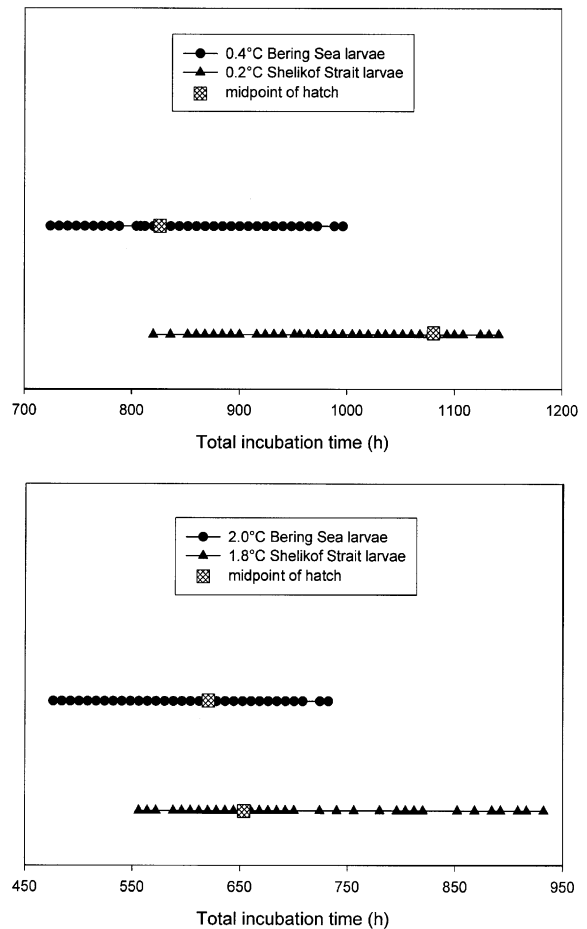 0.4°C Bering Sea larvae
0.2°C Shelikof Strait larvae
midpoint of hatch
700 800 900 1000 1100 1200
Total incubation time (h)
2.0°C Bering Sea larvae
1.8°C Shelikof Strait larvae
midpoint of hatch
450 550 650 750 850 950
Total incubation time (h)